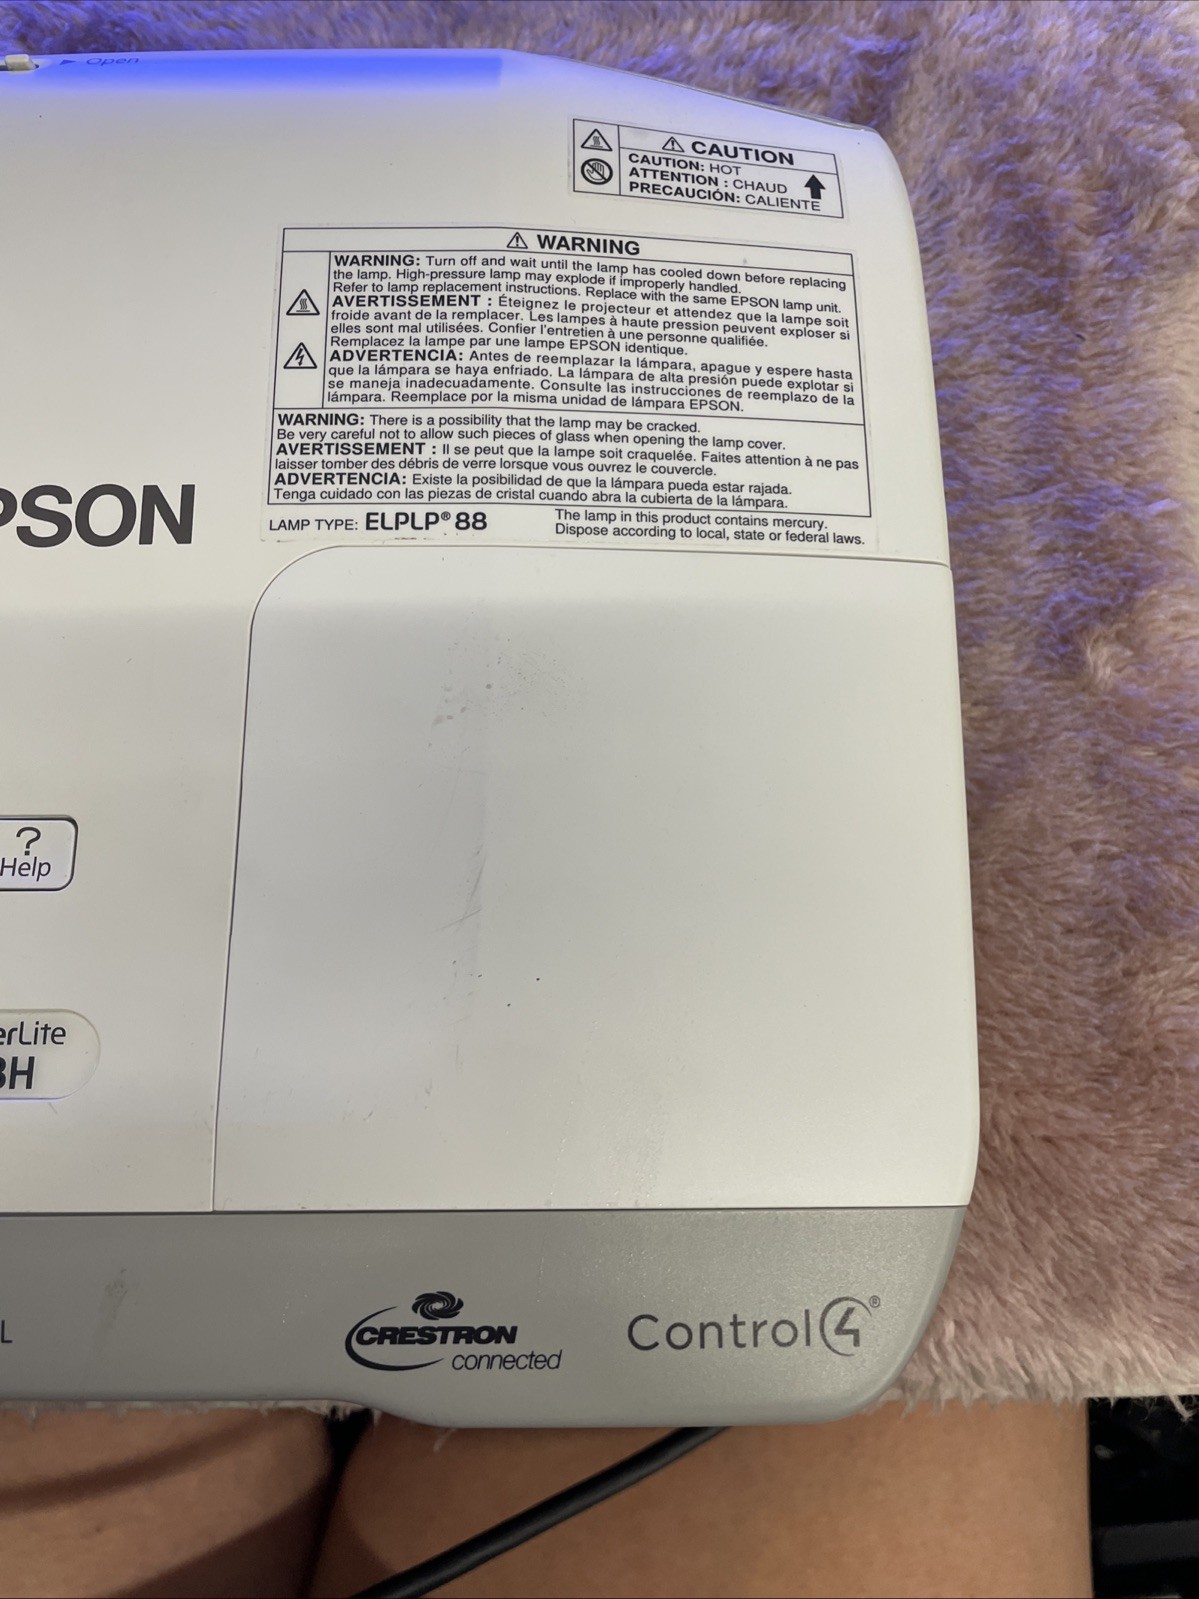 Open
CAUTION
CAUTION: HOT
ATTENTION : CHAUD
PRECAUCIÓN: CALIENTE
WARNING
WARNING: Turn off and wait until the lamp has cooled down before replacing
the lamp. High-pressure lamp may explode if improperly handled.
Refer to lamp replacement instructions. Replace with the same EPSON lamp unit.
AVERTISSEMENT : Éteignez le projecteur et attendez que la lampe soit
froide avant de la remplacer. Les lampes à haute pression peuvent exploser si
elles sont mal utilisées. Confier l'entretien à une personne qualifiée.
Remplacez la lampe par une lampe EPSON identique.
ADVERTENCIA: Antes de reemplazar la lámpara, apague y espere hasta
que la lámpara se haya enfriado. La lámpara de alta presión puede explotar si
se maneja inadecuadamente. Consulte las instrucciones de reemplazo de la
lámpara. Reemplace por la misma unidad de lámpara EPSON.
WARNING: There is a possibility that the lamp may be cracked.
Be very careful not to allow such pieces of glass when opening the lamp cover.
AVERTISSEMENT : Il se peut que la lampe soit craquelée. Faites attention à ne pas
laisser tomber des débris de verre lorsque vous ouvrez le couvercle.
ADVERTENCIA: Existe la posibilidad de que la lámpara pueda estar rajada.
Tenga cuidado con las piezas de cristal cuando abra la cubierta de la lámpara.
LAMP TYPE: ELPLP® 88
The lamp in this product contains mercury.
Dispose according to local, state or federal laws.
PSON
?
Help
erLite
3H
L
CRESTRON
connected
Control4®